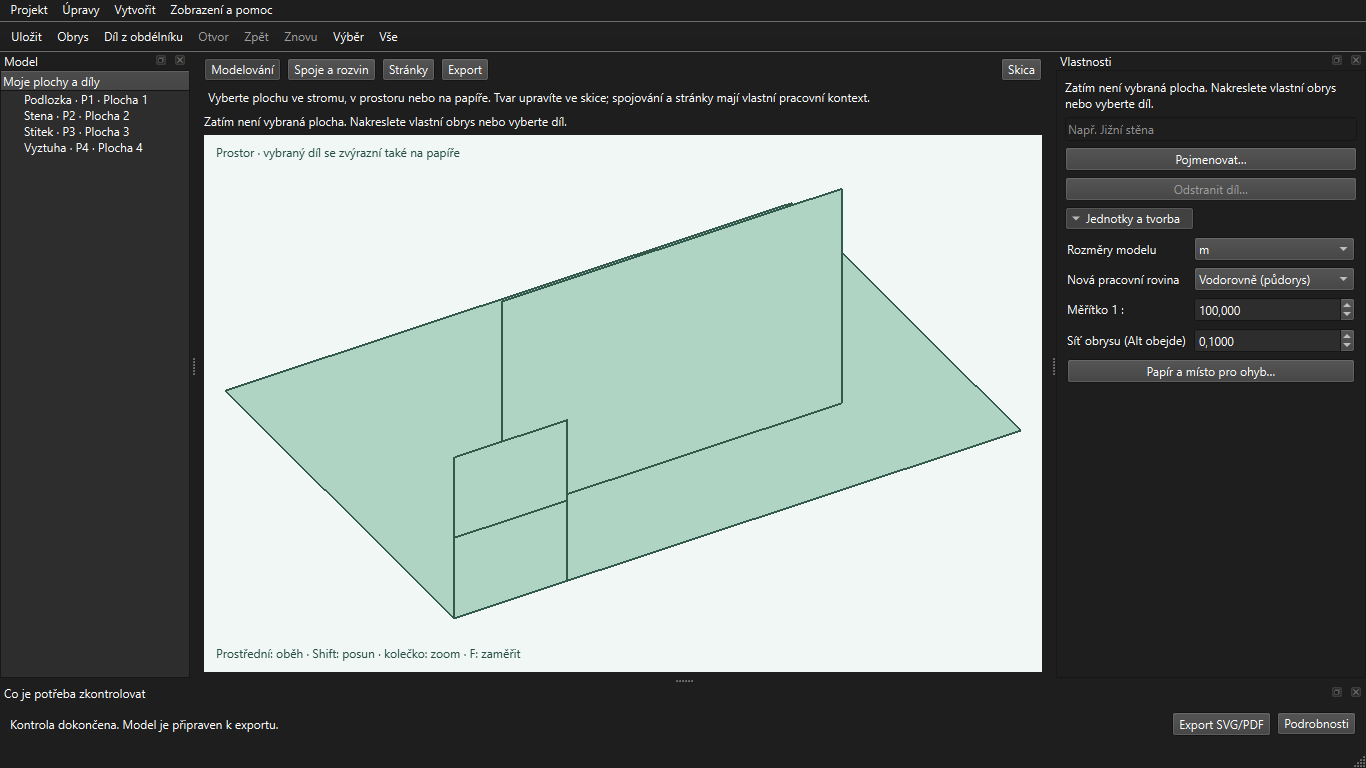 Projekt Úpravy Vytvořit Zobrazení a pomoc
Uložit Obrys Díl z obdélníku Otvor Zpět Znovu Výběr Vše
Model
Moje plochy a díly
Podlozka · P1 · Plocha 1
Stena · P2 · Plocha 2
Stitek · P3 · Plocha 3
Vyztuha · P4 · Plocha 4
Modelování Spoje a rozvin Stránky Export Skica
Vyberte plochu ve stromu, v prostoru nebo na papíře. Tvar upravíte ve skice; spojování a stránky mají vlastní pracovní kontext.
Zatím není vybraná plocha. Nakreslete vlastní obrys nebo vyberte díl.
Prostor · vybraný díl se zvýrazní také na papíře
Prostřední: oběh · Shift: posun · kolečko: zoom · F: zaměřit
Vlastnosti
Zatím není vybraná plocha. Nakreslete vlastní obrys
nebo vyberte díl.
Např. Jižní stěna
Pojmenovat...
Odstranit díl...
Jednotky a tvorba
Rozměry modelu m
Nová pracovní rovina Vodorovně (půdorys)
Měřítko 1 : 100,000
Síť obrysu (Alt obejde) 0,1000
Papír a místo pro ohyb...
Co je potřeba zkontrolovat
Kontrola dokončena. Model je připraven k exportu.
Export SVG/PDF Podrobnosti